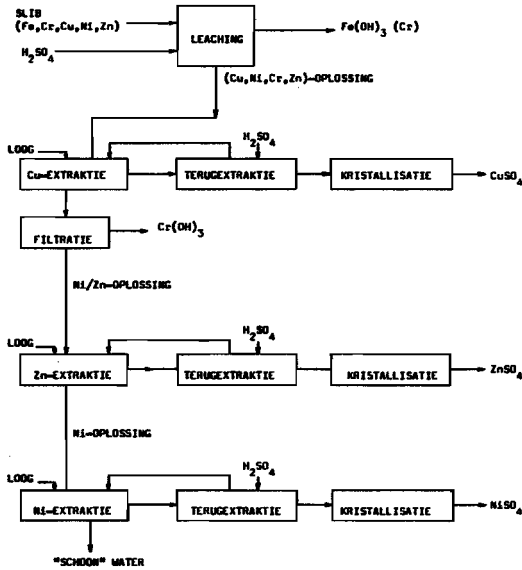 SLIB
(Fe,Cr,Cu,Ni,Zn)
H₂SO₄
LEACHING
Fe(OH)₃ (Cr)
(Cu,Ni,Cr,Zn)-OPLOSSING
LOOG
H₂SO₄
Cu-EXTRAKTIE
TERUGEXTRAKTIE
KRISTALLISATIE
CuSO₄
FILTRATIE
Cr(OH)₃
Ni/Zn-OPLOSSING
LOOG
H₂SO₄
Zn-EXTRAKTIE
TERUGEXTRAKTIE
KRISTALLISATIE
ZnSO₄
Ni-OPLOSSING
LOOG
H₂SO₄
Ni-EXTRAKTIE
TERUGEXTRAKTIE
KRISTALLISATIE
NiSO₄
"SCHOON" WATER